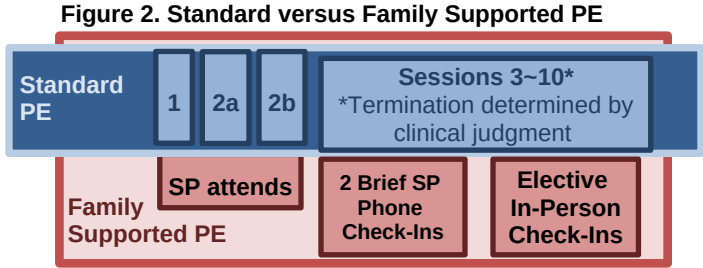 Figure 2. Standard versus Family Supported PE
Standard
PE
1
2a
2b
Sessions 3~10*
*Termination determined by
clinical judgment
SP attends
2 Brief SP
Phone
Check-Ins
Elective
In-Person
Check-Ins
Family
Supported PE